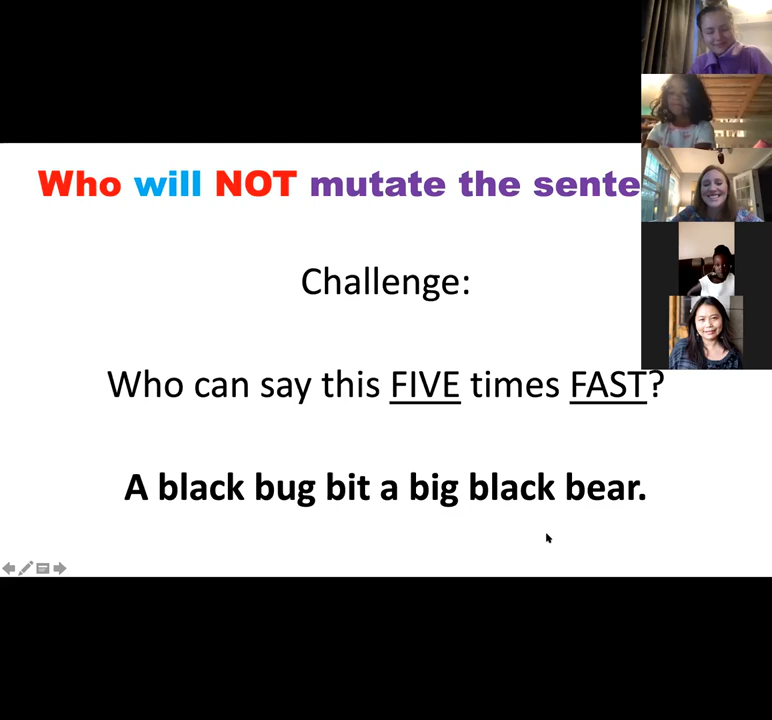 Who will NOT mutate the sente
Challenge:
Who can say this FIVE times FAST?
A black bug bit a big black bear.